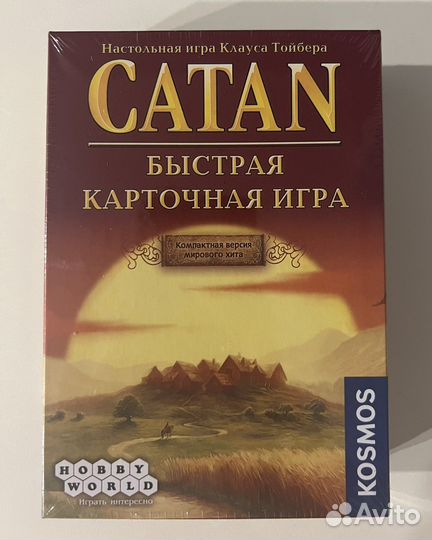 Настольная игра Клауса Тойбера
CATAN
БЫСТРАЯ
КАРТОЧНАЯ ИГРА
Компактная версия
мирового хита
HOBBY
WORLD
Играть интересно
KOSMOS
Avito